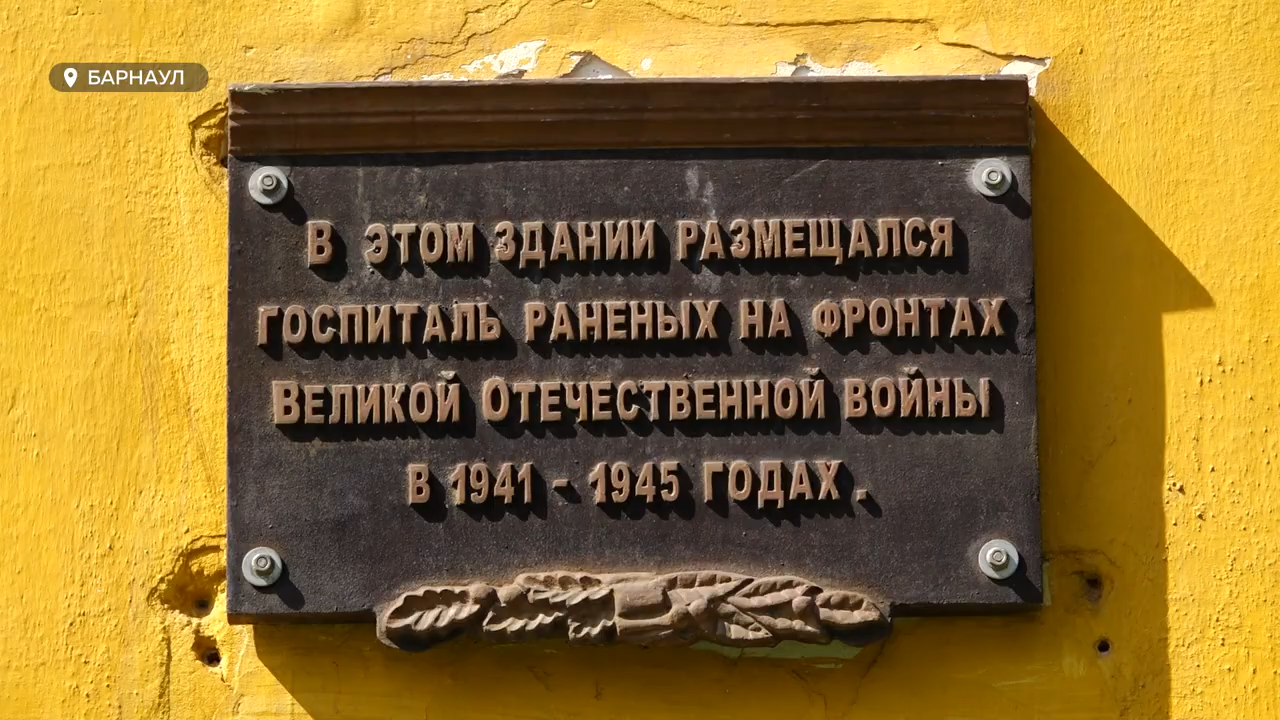 БАРНАУЛ
В ЭТОМ ЗДАНИИ РАЗМЕЩАЛСЯ
ГОСПИТАЛЬ РАНЕНЫХ НА ФРОНТАХ
ВЕЛИКОЙ ОТЕЧЕСТВЕННОЙ ВОЙНЫ
В 1941 - 1945 ГОДАХ .